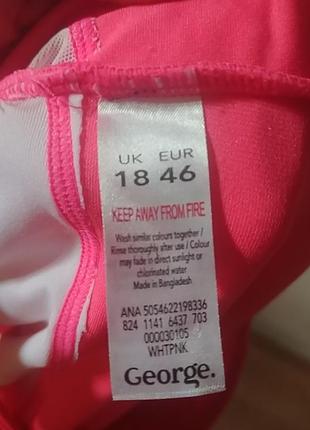 UK EUR
18 46
KEEP AWAY FROM FIRE
Wash similar colours together /
Rinse thoroughly after use / Colour
may fade in direct sunlight or
chlorinated water
Made in Bangladesh
ANA 5054622198336
824 1141 6437 703
000030105
WHTPNK
George.